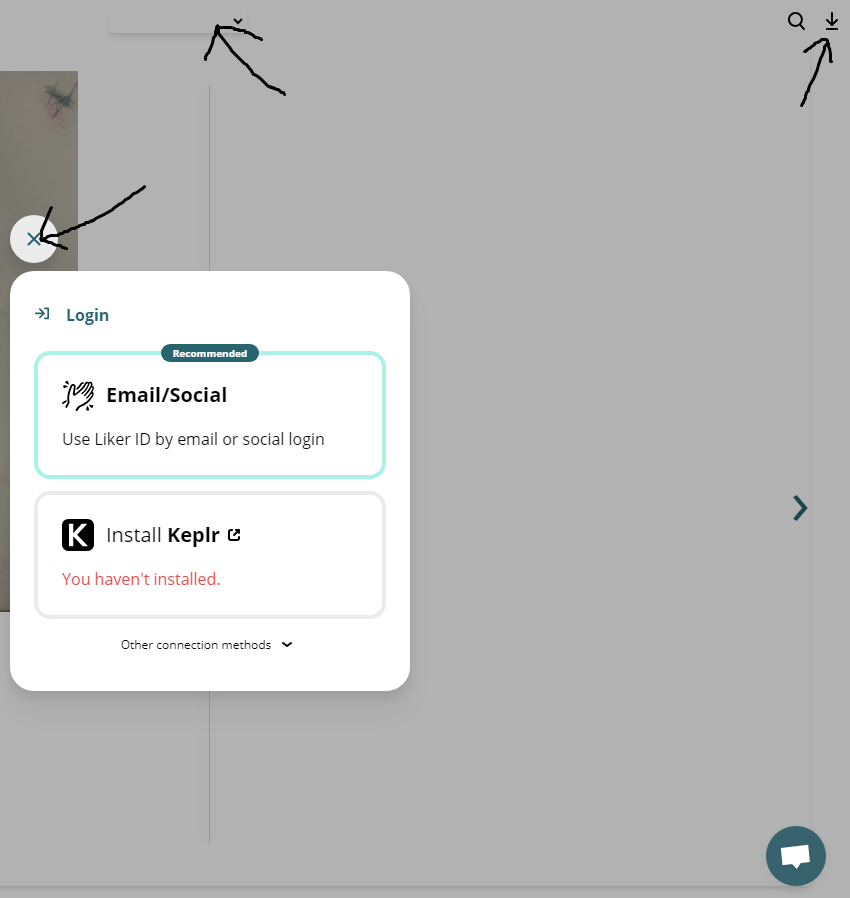 Login
Recommended
Email/Social
Use Liker ID by email or social login
Install Keplr
You haven't installed.
Other connection methods